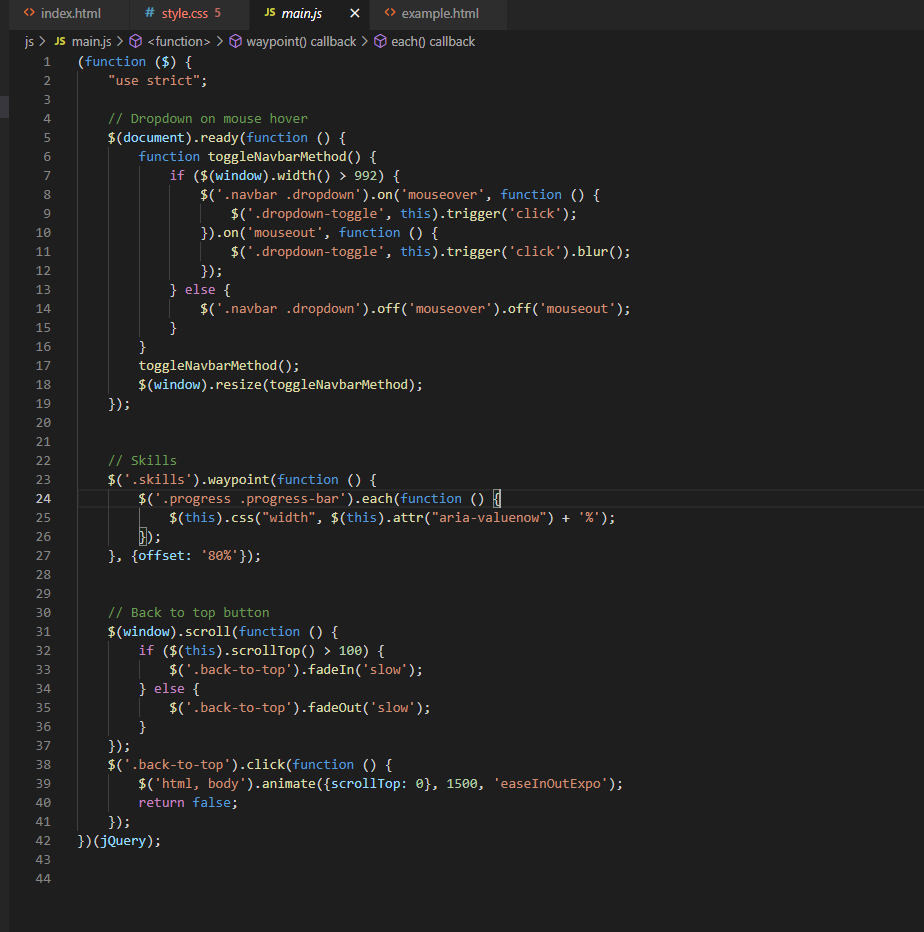 <> index.html # style.css 5 JS main.js × <> example.html
js > JS main.js > <function> > waypoint() callback > each() callback
1 (function ($) {
2     "use strict";
3
4     // Dropdown on mouse hover
5     $(document).ready(function () {
6         function toggleNavbarMethod() {
7             if ($(window).width() > 992) {
8                 $('.navbar .dropdown').on('mouseover', function () {
9                     $('.dropdown-toggle', this).trigger('click');
10                 }).on('mouseout', function () {
11                     $('.dropdown-toggle', this).trigger('click').blur();
12                 });
13             } else {
14                 $('.navbar .dropdown').off('mouseover').off('mouseout');
15             }
16         }
17         toggleNavbarMethod();
18         $(window).resize(toggleNavbarMethod);
19     });
20
21
22     // Skills
23     $('.skills').waypoint(function () {
24         $('.progress .progress-bar').each(function () {
25             $(this).css("width", $(this).attr("aria-valuenow") + '%');
26         });
27     }, {offset: '80%'});
28
29
30     // Back to top button
31     $(window).scroll(function () {
32         if ($(this).scrollTop() > 100) {
33             $('.back-to-top').fadeIn('slow');
34         } else {
35             $('.back-to-top').fadeOut('slow');
36         }
37     });
38     $('.back-to-top').click(function () {
39         $('html, body').animate({scrollTop: 0}, 1500, 'easeInOutExpo');
40         return false;
41     });
42 })(jQuery);
43
44